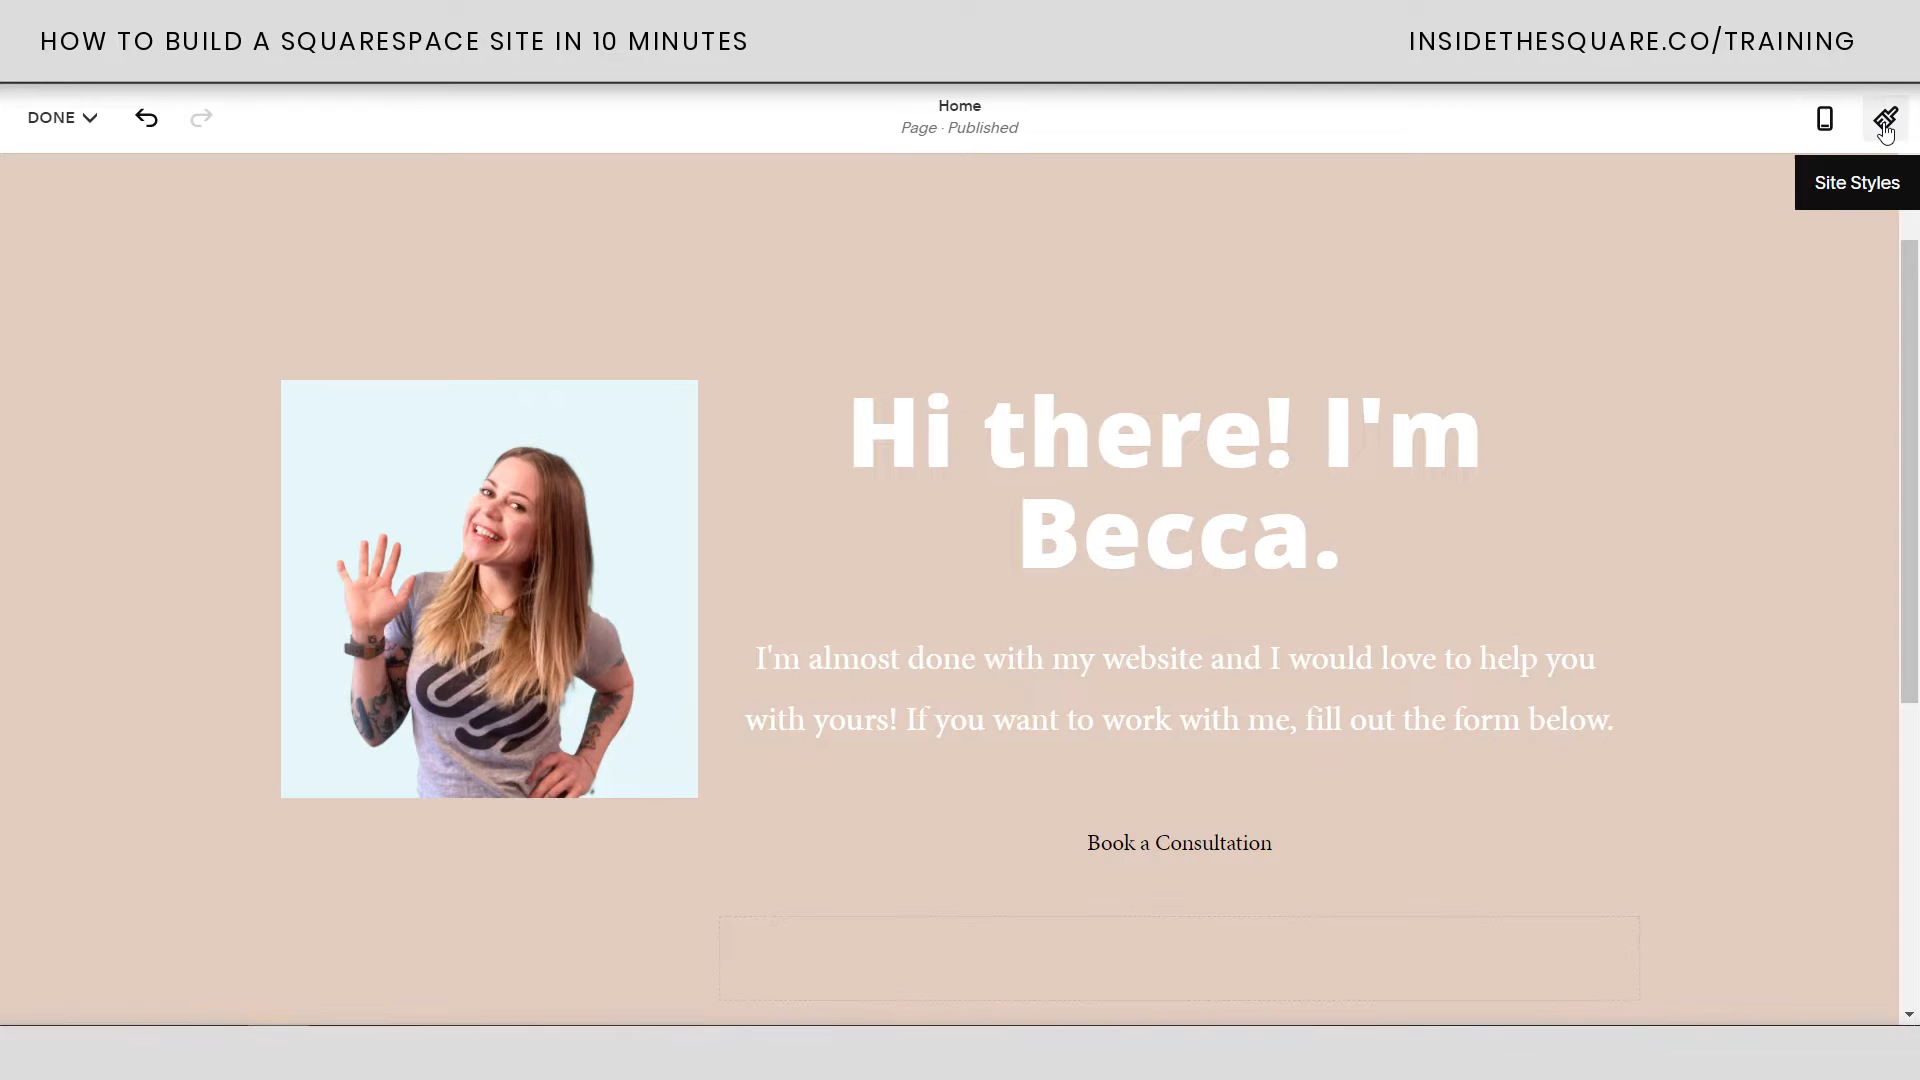 HOW TO BUILD A SQUARESPACE SITE IN 10 MINUTES
INSIDETHESQUARE.CO/TRAINING
DONE
Home
Page · Published
Site Styles
Hi there! I'm
Becca.
I'm almost done with my website and I would love to help you
with yours! If you want to work with me, fill out the form below.
Book a Consultation